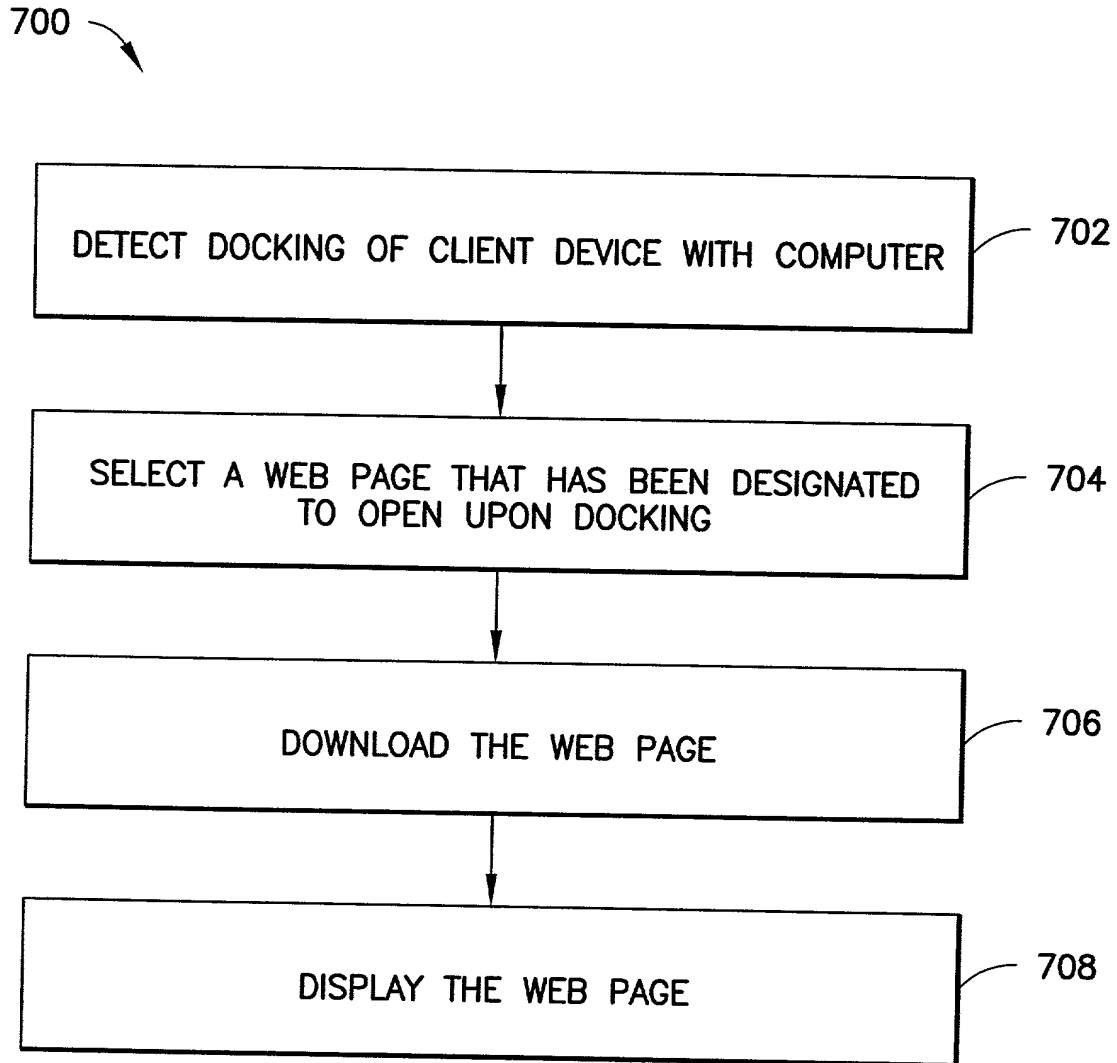 700
DETECT DOCKING OF CLIENT DEVICE WITH COMPUTER
702
SELECT A WEB PAGE THAT HAS BEEN DESIGNATED
TO OPEN UPON DOCKING
704
DOWNLOAD THE WEB PAGE
706
DISPLAY THE WEB PAGE
708